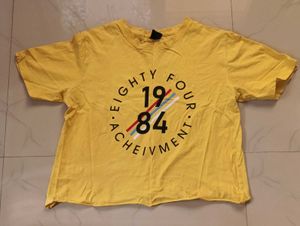 · EIGHTY FOUR ·
19
84
ACHEIVMENT